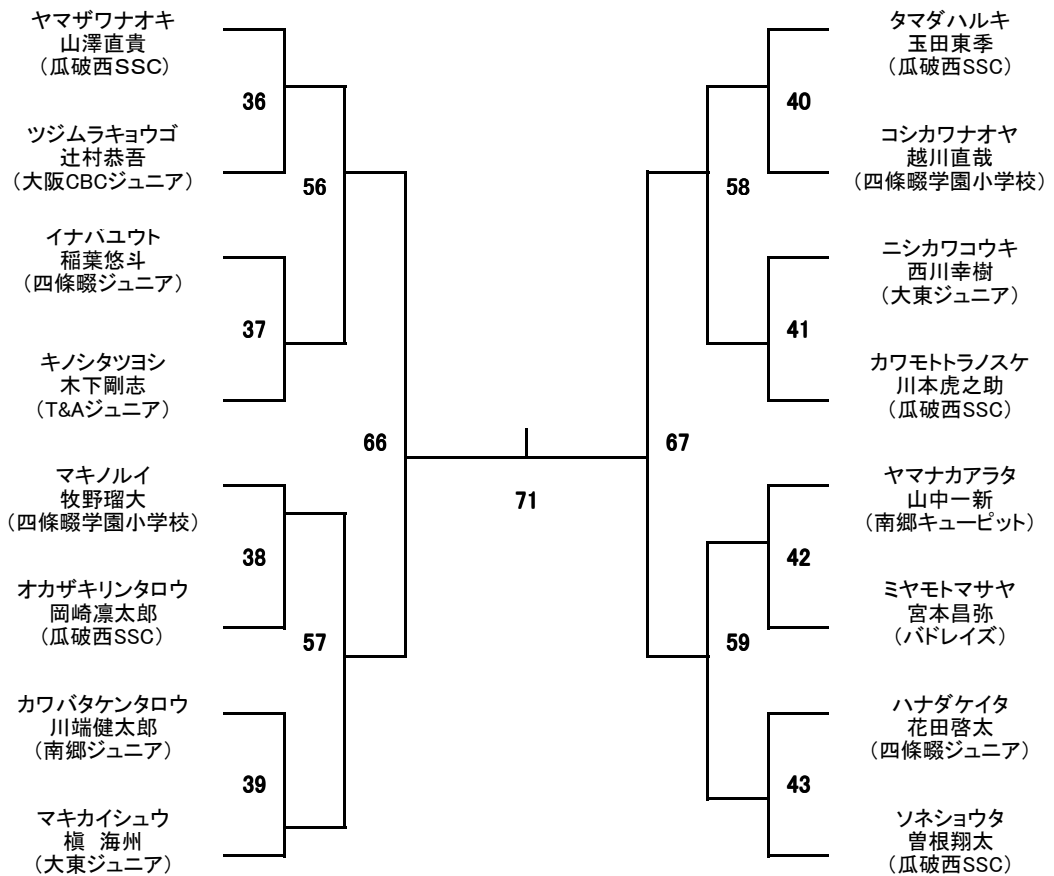 ヤマザワナオキ
山澤直貴
(瓜破西SSC)
36
ツジムラキョウゴ
辻村恭吾
(大阪CBCジュニア)
56
イナバユウト
稲葉悠斗
(四條畷ジュニア)
37
キノシタツヨシ
木下剛志
(T&Aジュニア)
66
マキノルイ
牧野瑠大
(四條畷学園小学校)
38
オカザキリンタロウ
岡崎凛太郎
(瓜破西SSC)
57
カワバタケンタロウ
川端健太郎
(南郷ジュニア)
39
マキカイシュウ
槇 海州
(大東ジュニア)
71
タマダハルキ
玉田東季
(瓜破西SSC)
40
コシカワナオヤ
越川直哉
(四條畷学園小学校)
58
ニシカワコウキ
西川幸樹
(大東ジュニア)
41
カワモトトラノスケ
川本虎之助
(瓜破西SSC)
67
ヤマナカアラタ
山中一新
(南郷キューピット)
42
ミヤモトマサヤ
宮本昌弥
(バドレイズ)
59
ハナダケイタ
花田啓太
(四條畷ジュニア)
43
ソネショウタ
曽根翔太
(瓜破西SSC)